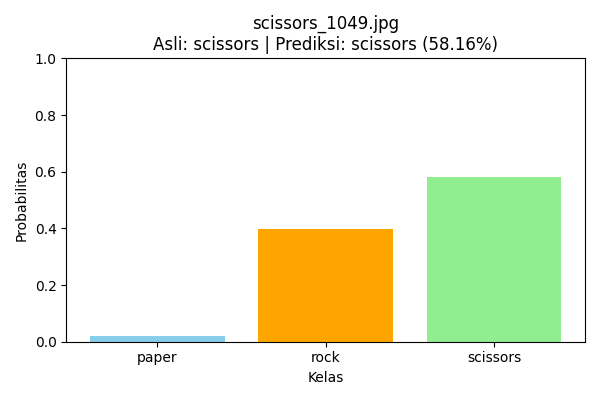 scissors_1049.jpg
Asli: scissors | Prediksi: scissors (58.16%)
1.0
0.8
0.6
0.4
0.2
0.0
Probabilitas
paper rock scissors
Kelas